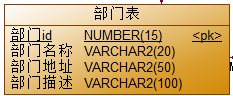 部门表
部门id NUMBER(15) <pk>
部门名称 VARCHAR2(20)
部门地址 VARCHAR2(50)
部门描述 VARCHAR2(100)